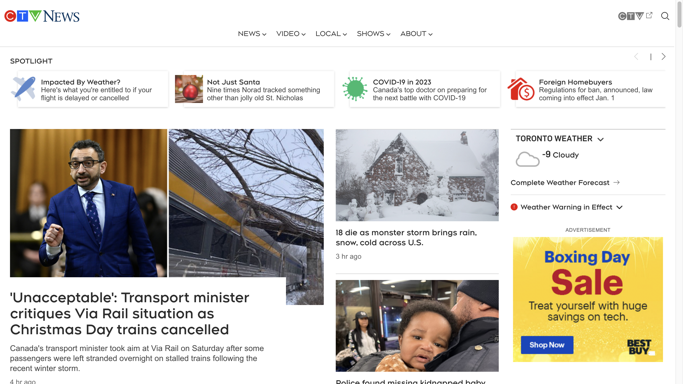 CTV NEWS
CTV
NEWS VIDEO LOCAL SHOWS ABOUT
SPOTLIGHT
Impacted By Weather?
Here's what you're entitled to if your
flight is delayed or cancelled
Not Just Santa
Nine times Norad tracked something
other than jolly old St. Nicholas
COVID-19 in 2023
Canada's top doctor on preparing for
the next battle with COVID-19
Foreign Homebuyers
Regulations for ban, announced, law
coming into effect Jan. 1
'Unacceptable': Transport minister
critiques Via Rail situation as
Christmas Day trains cancelled
Canada's transport minister took aim at Via Rail on Saturday after some
passengers were left stranded overnight on stalled trains following the
recent winter storm.
4 hr ago
18 die as monster storm brings rain,
snow, cold across U.S.
3 hr ago
Police found missing kidnapped baby
TORONTO WEATHER
-9 Cloudy
Complete Weather Forecast
Weather Warning in Effect
ADVERTISEMENT
Boxing Day
Sale
Treat yourself with huge
savings on tech.
Shop Now
BEST
BUY